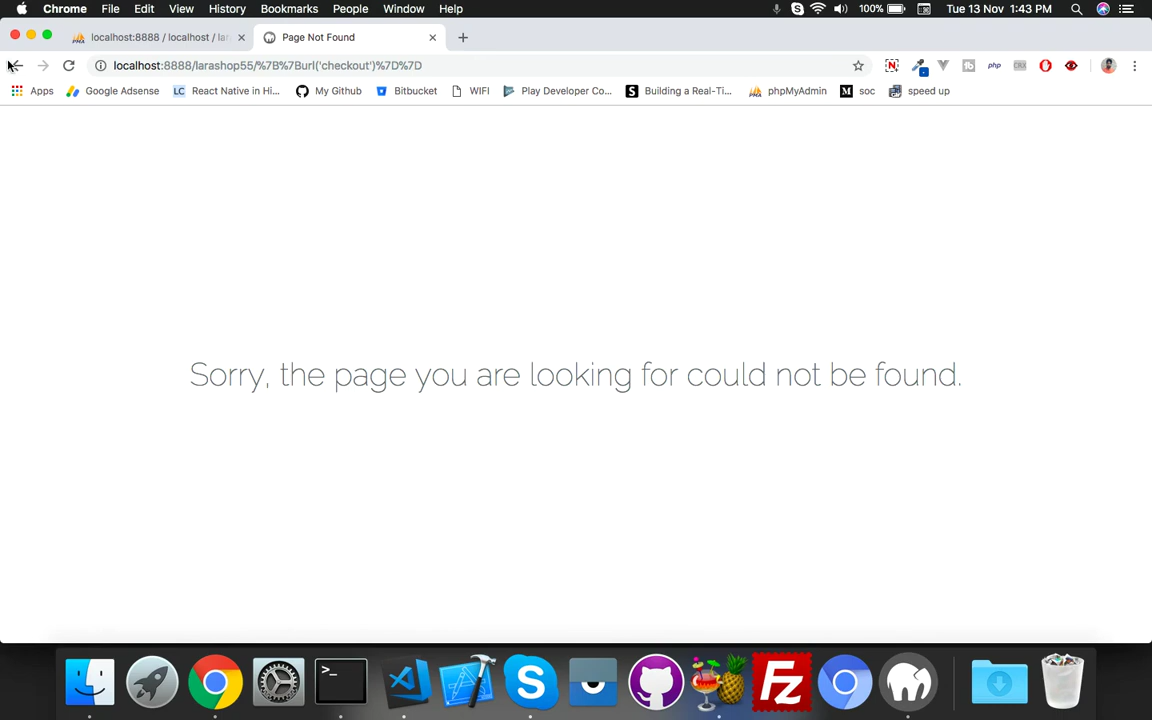 Chrome File Edit View History Bookmarks People Window Help 100% Tue 13 Nov 1:43 PM
localhost:8888 / localhost / lar Page Not Found
localhost:8888/larashop55/%7B%7Burl('checkout')%7D%7D php
Apps Google Adsense LC React Native in Hi... My Github Bitbucket WIFI Play Developer Co... S Building a Real-Ti... phpMyAdmin M soc speed up
Sorry, the page you are looking for could not be found.